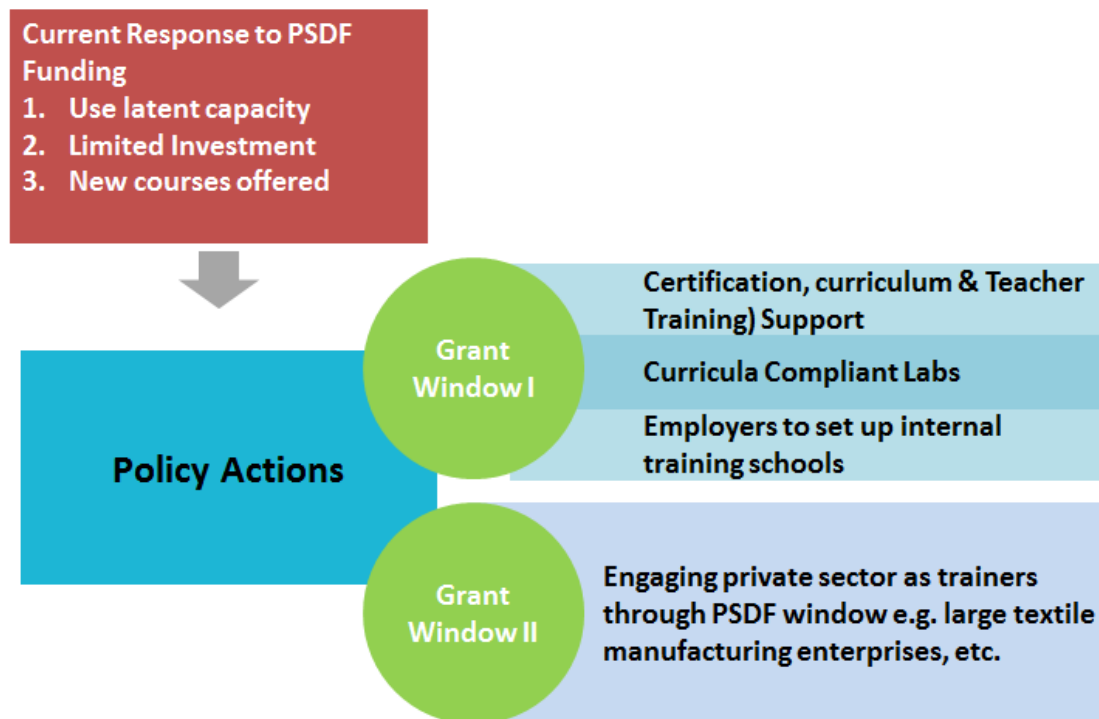 Current Response to PSDF
Funding
1. Use latent capacity
2. Limited Investment
3. New courses offered
Policy Actions
Grant
Window I
Certification, curriculum & Teacher
Training) Support
Curricula Compliant Labs
Employers to set up internal
training schools
Grant
Window II
Engaging private sector as trainers
through PSDF window e.g. large textile
manufacturing enterprises, etc.